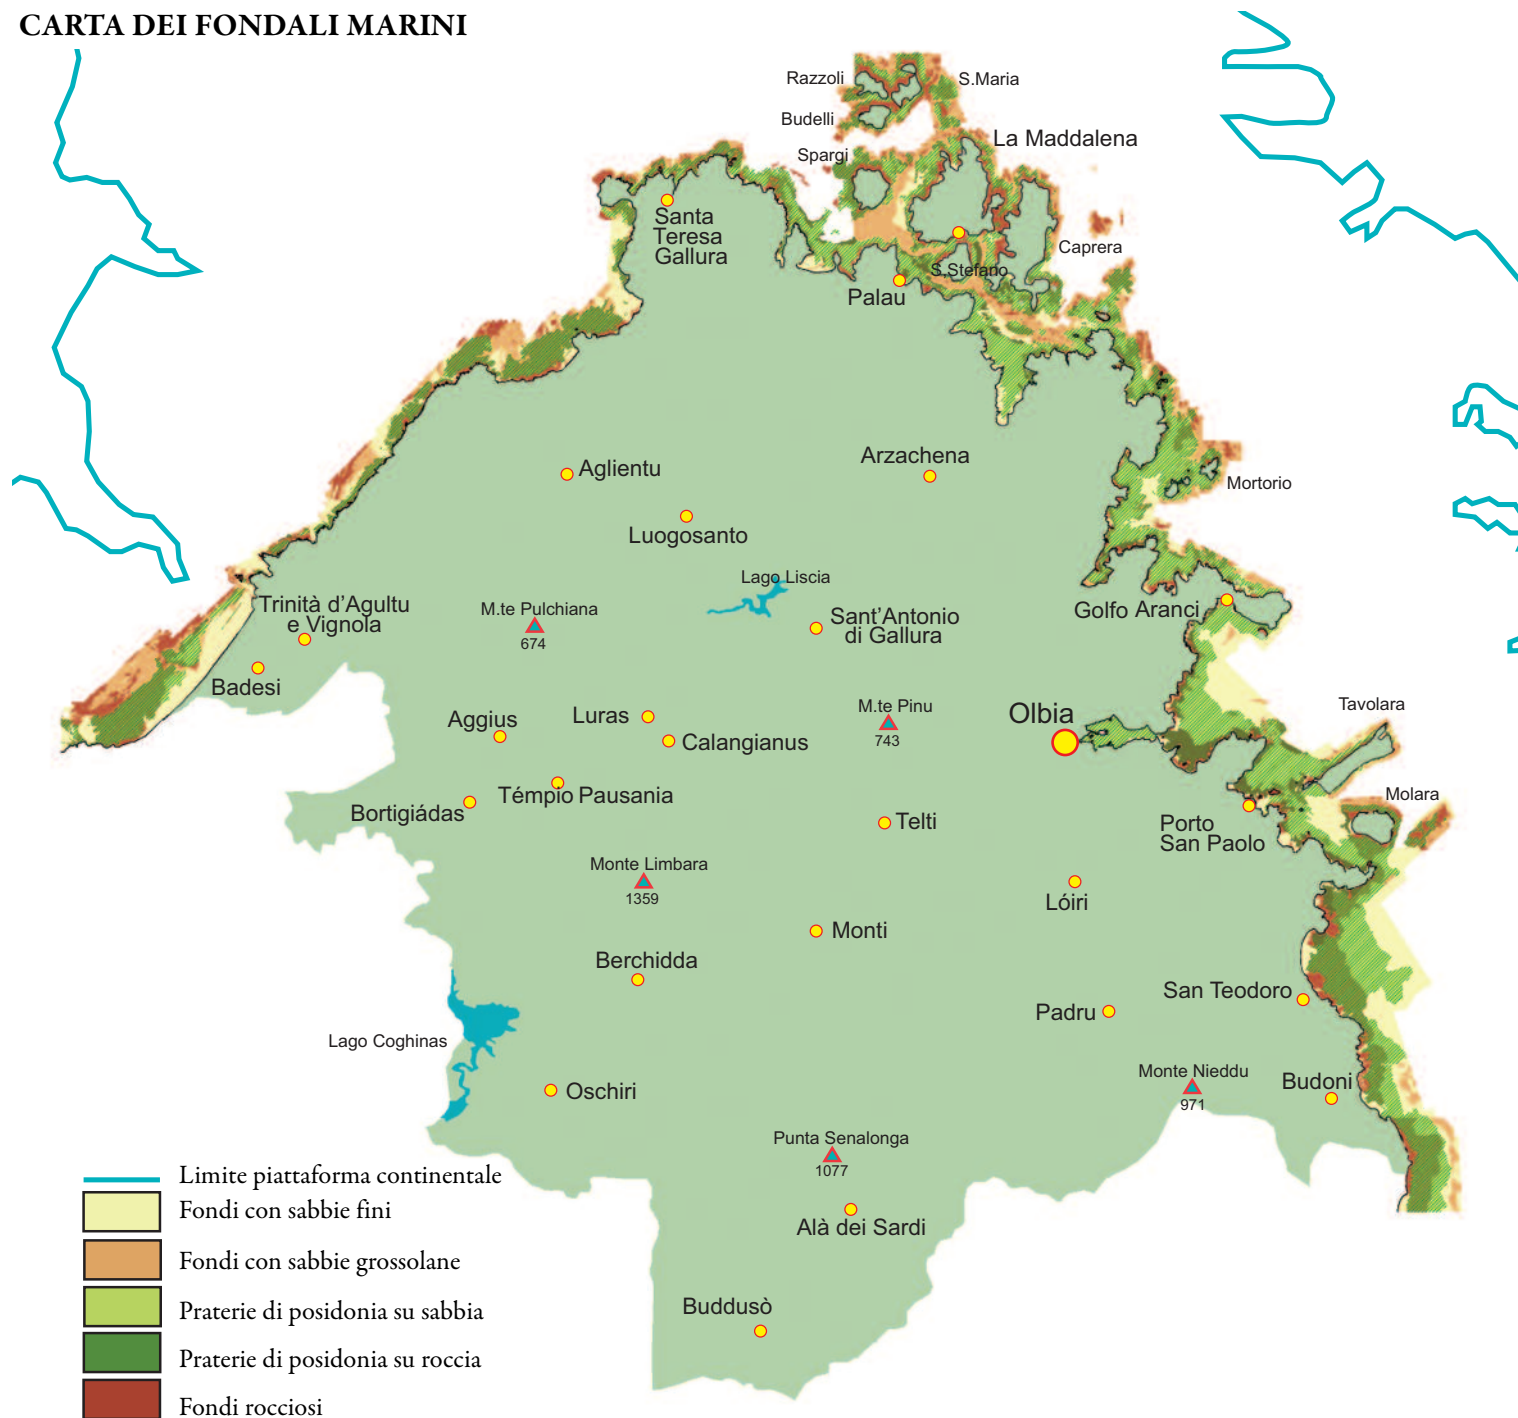 CARTA DEI FONDALI MARINI
Razzoli
S.Maria
Budelli
La Maddalena
Spargi
Santa
Teresa
Gallura
Caprera
S,Stefano
Palau
Aglientu
Arzachena
Mortorio
Luogosanto
Lago Liscia
Trinità d'Agultu
e Vignola
M.te Pulchiana
674
Sant'Antonio
di Gallura
Golfo Aranci
Badesi
Aggius
Luras
M.te Pinu
743
Olbia
Tavolara
Calangianus
Témpio Pausania
Bortigiádas
Telti
Porto
San Paolo
Molara
Monte Limbara
1359
Lóiri
Monti
Berchidda
San Teodoro
Padru
Lago Coghinas
Oschiri
Monte Nieddu
971
Budoni
Punta Senalonga
1077
Alà dei Sardi
Buddusò
Limite piattaforma continentale
Fondi con sabbie fini
Fondi con sabbie grossolane
Praterie di posidonia su sabbia
Praterie di posidonia su roccia
Fondi rocciosi